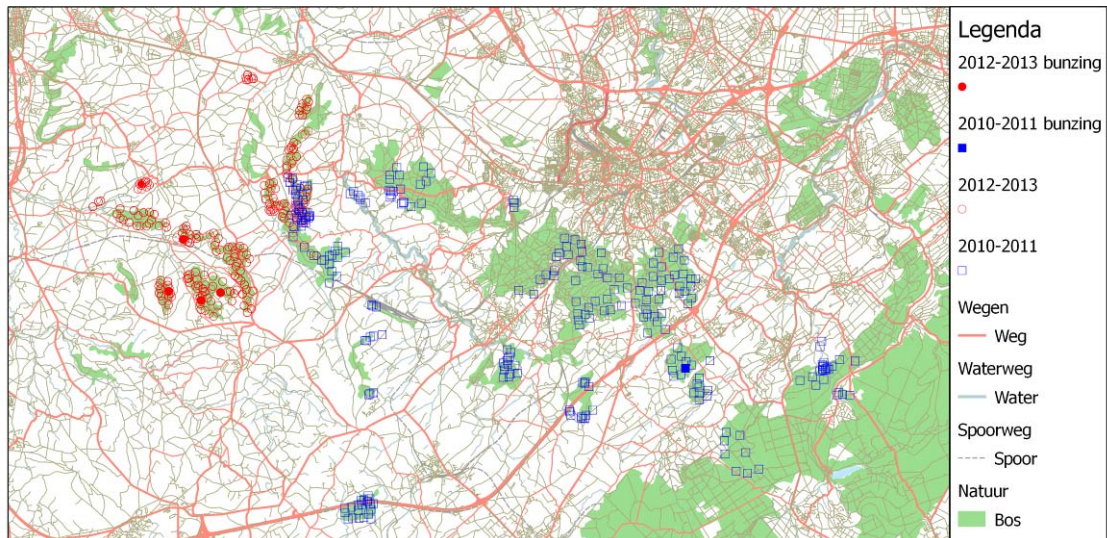 Legenda
2012-2013 bunzing
2010-2011 bunzing
2012-2013
2010-2011
Wegen
Weg
Waterweg
Water
Spoorweg
Spoor
Natuur
Bos